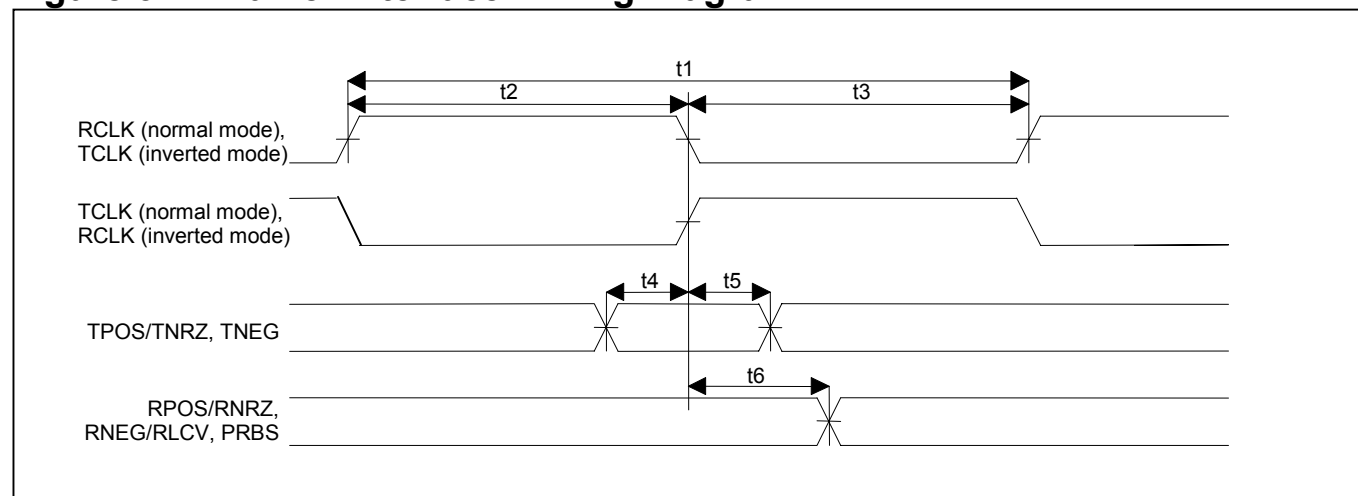 t1
t2 t3
RCLK (normal mode),
TCLK (inverted mode)
TCLK (normal mode),
RCLK (inverted mode)
t4 t5
TPOS/TNRZ, TNEG
t6
RPOS/RNRZ,
RNEG/RLCV, PRBS